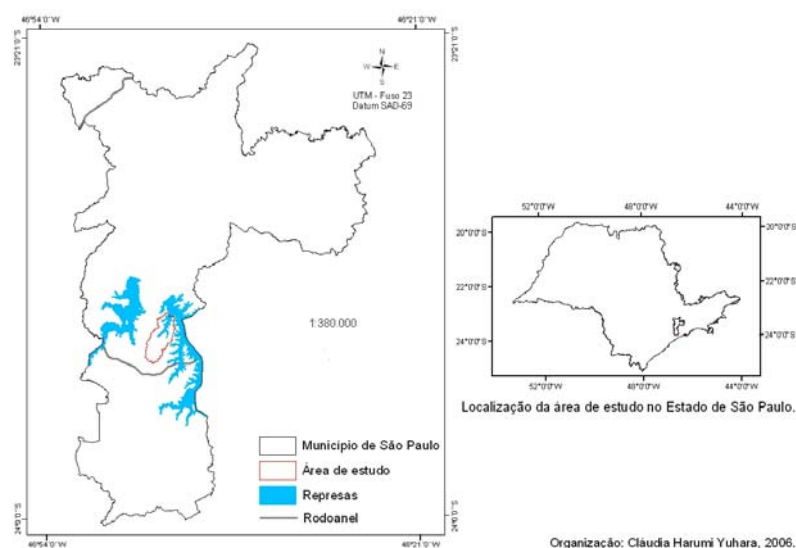 46°54'0"W
46°21'0"W
23°21'0"S
23°21'0"S
N
W E
S
UTM - Fuso 23
Datum SAD-69
1:380.000
Município de São Paulo
Área de estudo
Represas
Rodoanel
24°0'0"S
24°0'0"S
46°54'0"W
46°21'0"W
52°0'0"W
48°0'0"W
44°0'0"W
20°0'0"S
20°0'0"S
22°0'0"S
22°0'0"S
24°0'0"S
24°0'0"S
52°0'0"W
48°0'0"W
44°0'0"W
Localização da área de estudo no Estado de São Paulo.
Organização: Cláudia Harumi Yuhara, 2006.